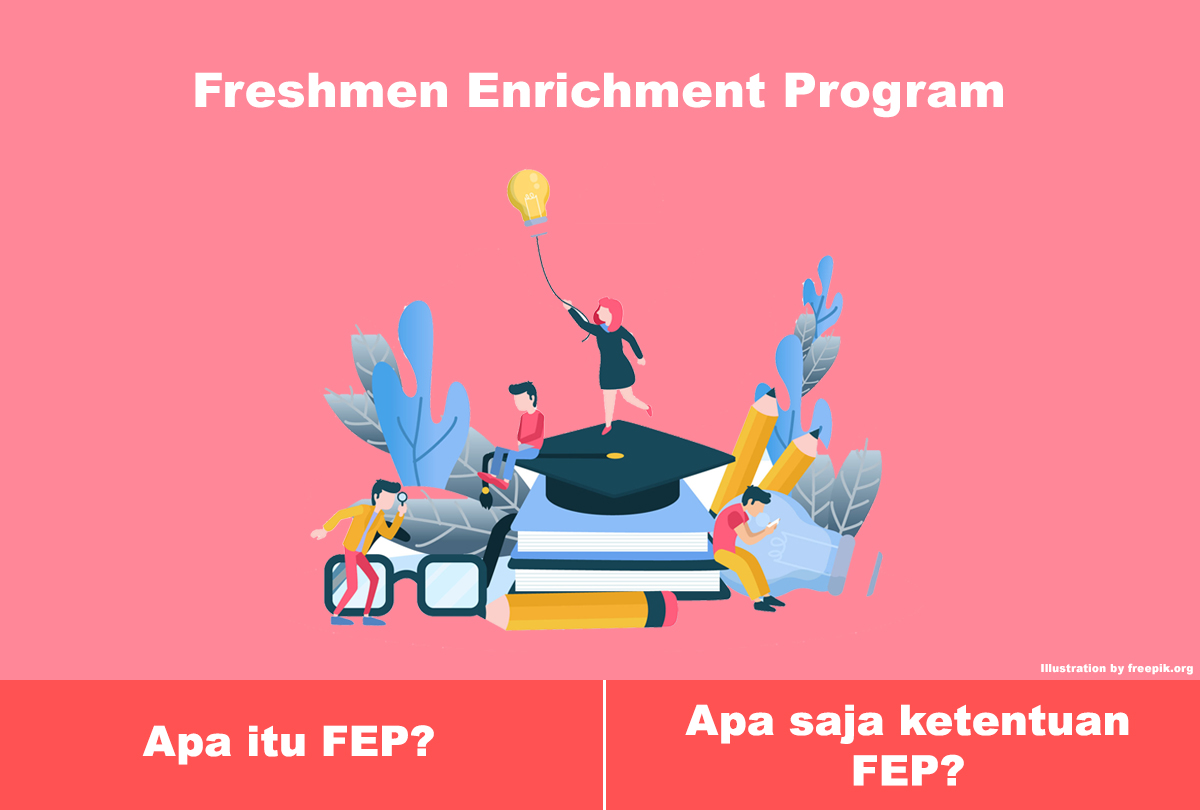 Freshmen Enrichment Program
Illustration by freepik.org
Apa itu FEP?
Apa saja ketentuan
FEP?